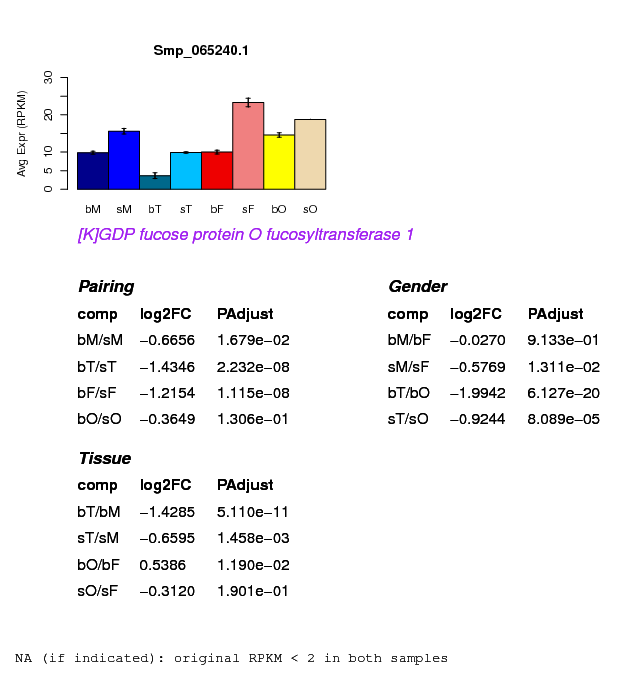 Smp_065240.1
Avg Expr (RPKM)
30
20
10
5
0
bM sM bT sT bF sF bO sO
[K]GDP fucose protein O fucosyltransferase 1
Pairing
comp log2FC PAdjust
bM/sM −0.6656 1.679e−02
bT/sT −1.4346 2.232e−08
bF/sF −1.2154 1.115e−08
bO/sO −0.3649 1.306e−01
Gender
comp log2FC PAdjust
bM/bF −0.0270 9.133e−01
sM/sF −0.5769 1.311e−02
bT/bO −1.9942 6.127e−20
sT/sO −0.9244 8.089e−05
Tissue
comp log2FC PAdjust
bT/bM −1.4285 5.110e−11
sT/sM −0.6595 1.458e−03
bO/bF 0.5386 1.190e−02
sO/sF −0.3120 1.901e−01
NA (if indicated): original RPKM < 2 in both samples